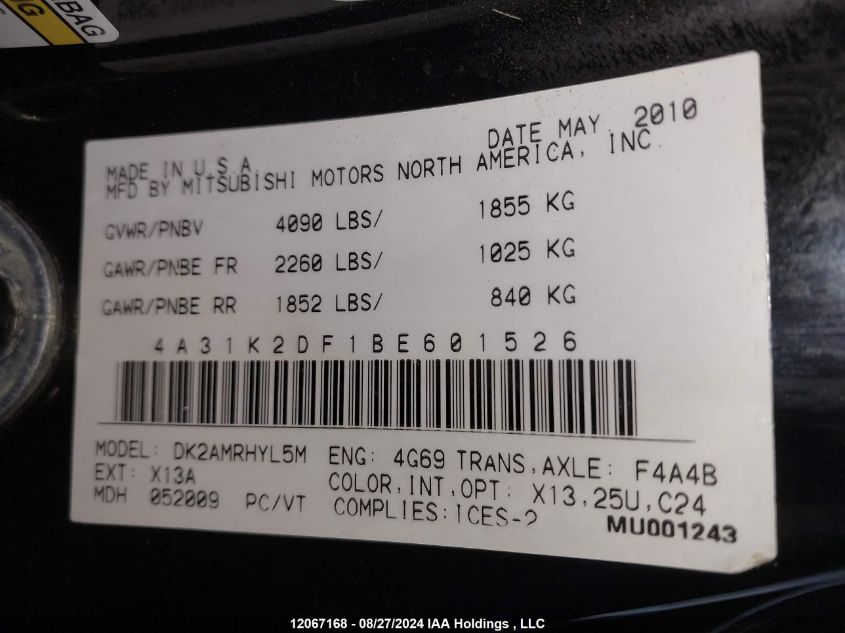 BAG
DATE MAY, 2010
MADE IN U.S.A
MFD BY MITSUBISHI MOTORS NORTH AMERICA, INC.
GVWR/PNBV 4090 LBS/ 1855 KG
GAWR/PNBE FR 2260 LBS/ 1025 KG
GAWR/PNBE RR 1852 LBS/ 840 KG
4A31K2DF1BE601526
MODEL: DK2AMRHYL5M ENG: 4G69 TRANS,AXLE: F4A4B
EXT: X13A COLOR,INT,OPT: X13,25U,C24
MDH 052009 PC/VT COMPLIES:ICES-2
MU001243
12067168 - 08/27/2024 IAA Holdings , LLC